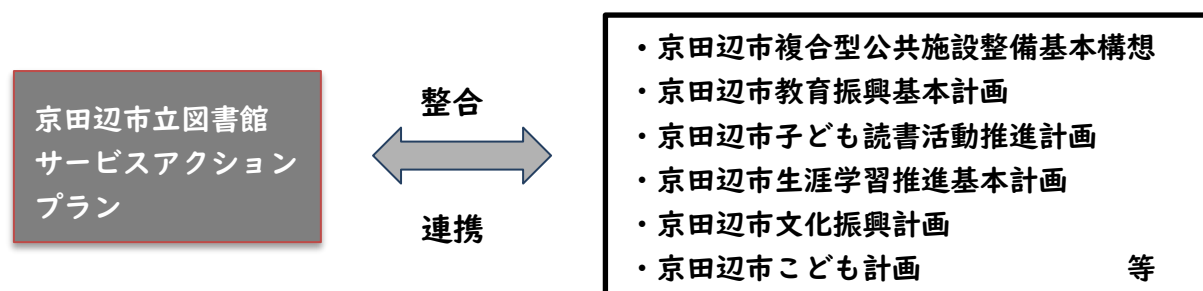 京田辺市立図書館
サービスアクション
プラン
整合
連携
・京田辺市複合型公共施設整備基本構想
・京田辺市教育振興基本計画
・京田辺市子ども読書活動推進計画
・京田辺市生涯学習推進基本計画
・京田辺市文化振興計画
・京田辺市こども計画 等